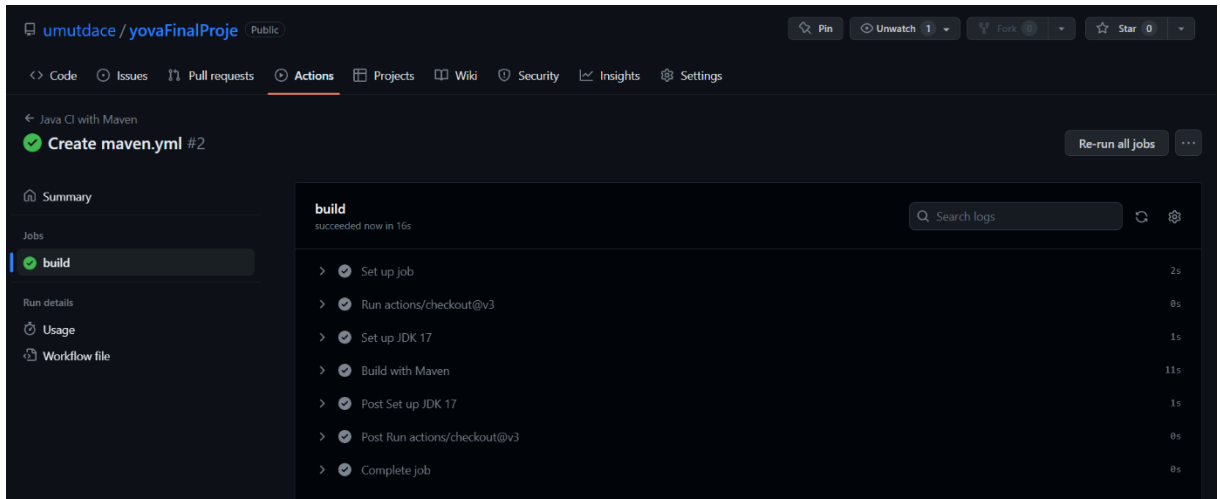 umutdace / yovaFinalProje Public
Pin
Unwatch 1
Fork 0
Star 0
Code
Issues
Pull requests
Actions
Projects
Wiki
Security
Insights
Settings
Java CI with Maven
Create maven.yml #2
Re-run all jobs
Summary
Jobs
build
Run details
Usage
Workflow file
build
succeeded now in 16s
Search logs
Set up job 2s
Run actions/checkout@v3 0s
Set up JDK 17 1s
Build with Maven 11s
Post Set up JDK 17 1s
Post Run actions/checkout@v3 0s
Complete job 0s